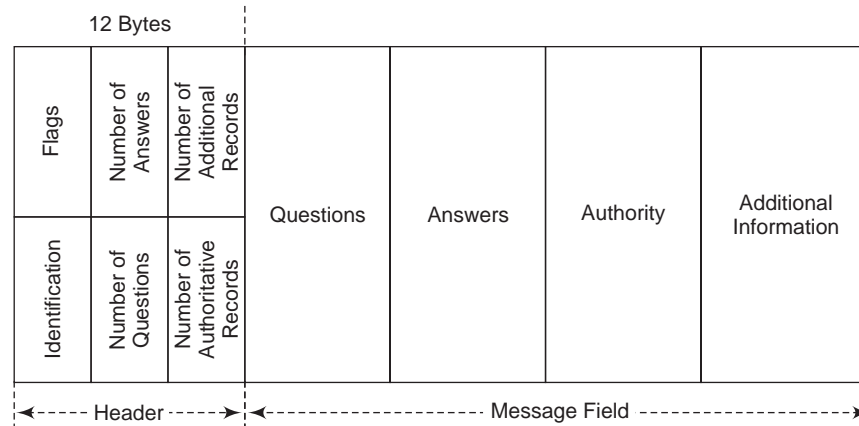 12 Bytes
Flags
Number of
Answers
Number of
Additional
Records
Identification
Number of
Questions
Number of
Authoritative
Records
Questions
Answers
Authority
Additional
Information
Header
Message Field